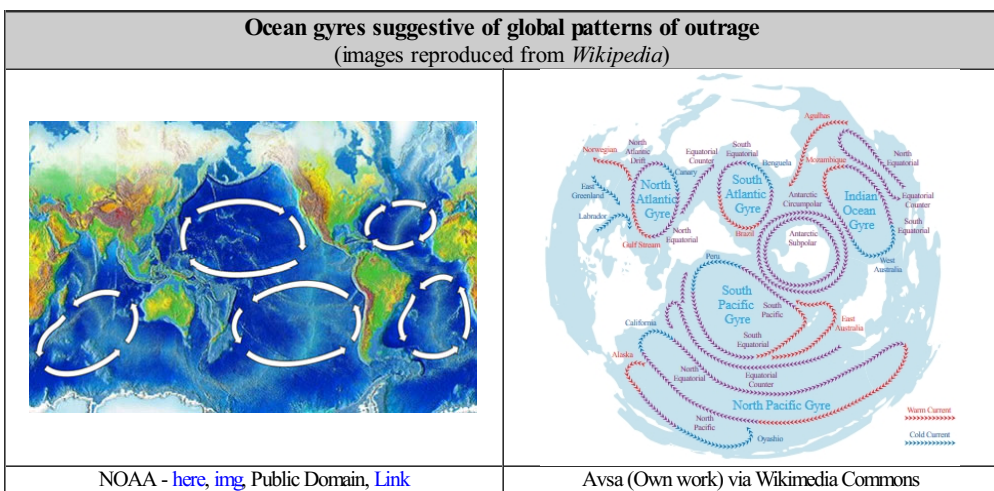 Ocean gyres suggestive of global patterns of outrage
(images reproduced from Wikipedia)
Agulhas
Norwegian
North
Atlantic
Drift
Equatorial
Counter
South
Equatorial
Benguela
Mozambique
North
Equatorial
Canary
East
Greenland
North
Atlantic
Gyre
South
Atlantic
Gyre
Antarctic
Circumpolar
Indian
Ocean
Gyre
Equatorial
Counter
Labrador
Gulf Stream
North
Equatorial
Brazil
Antarctic
Subpolar
South
Equatorial
Peru
West
Australia
South
Pacific
Gyre
South
Pacific
California
East
Australia
South
Equatorial
Alaska
North
Equatorial
Equatorial
Counter
North Pacific Gyre
North
Pacific
Oyashio
Warm Current
Cold Current
NOAA - here, img, Public Domain, Link
Avsa (Own work) via Wikimedia Commons